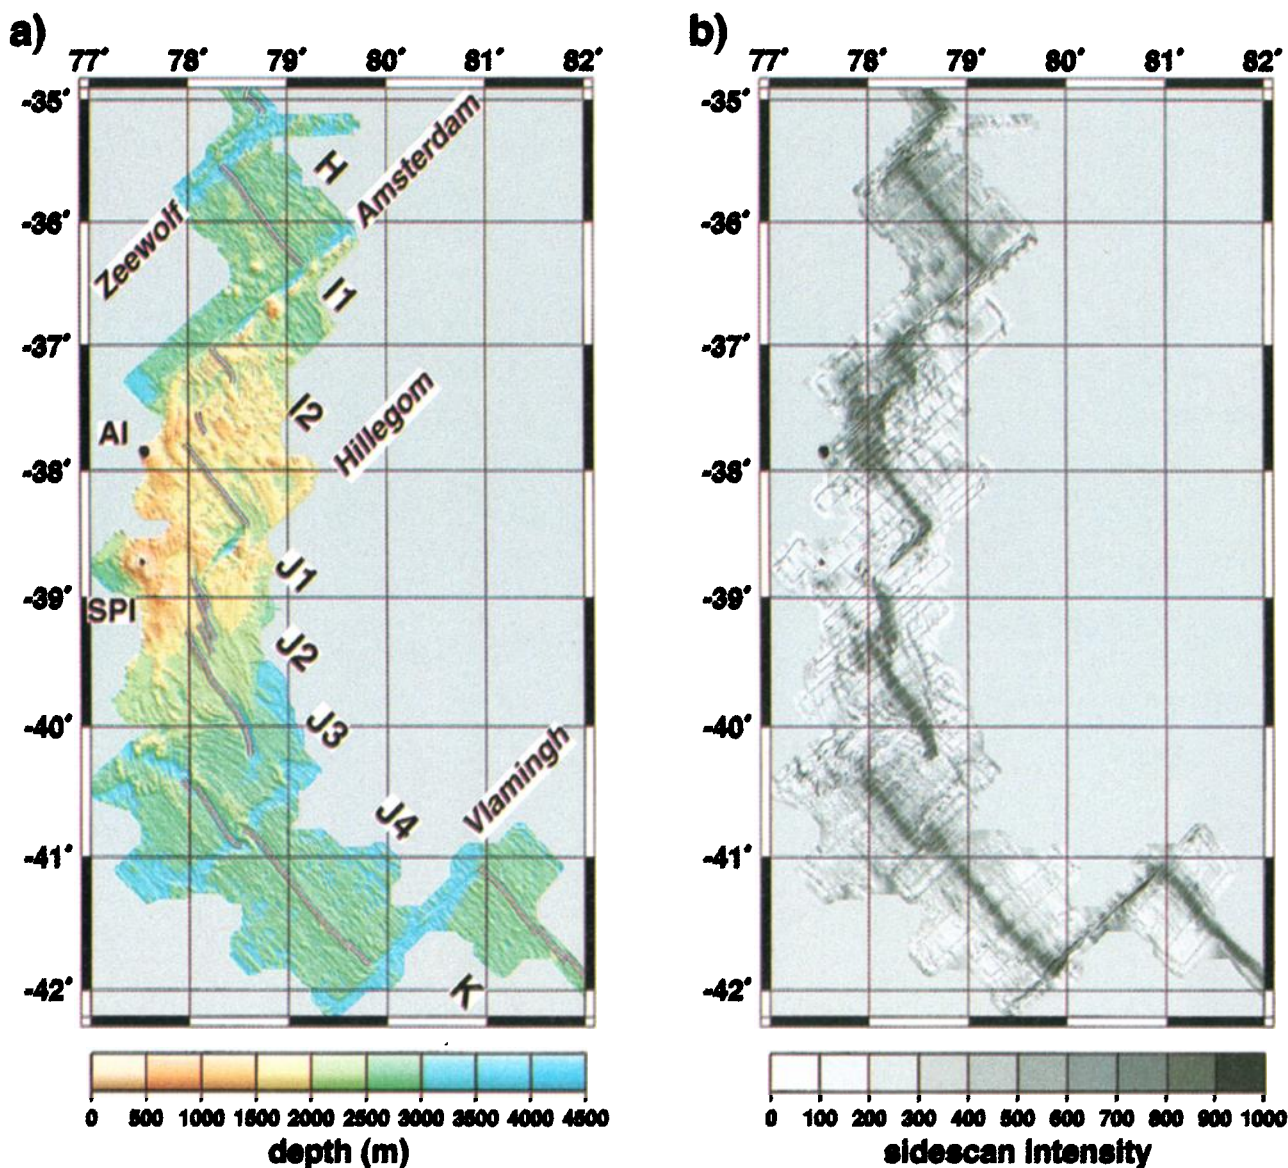 a)
77° 78° 79° 80° 81° 82°
-35°
-36°
-37°
-38°
-39°
-40°
-41°
-42°
Zeewolf
H
Amsterdam
I1
I2
Hillegom
AI
SPI
J1
J2
J3
J4
Vlamingh
K
0 500 1000 1500 2000 2500 3000 3500 4000 4500
depth (m)
b)
77° 78° 79° 80° 81° 82°
-35°
-36°
-37°
-38°
-39°
-40°
-41°
-42°
0 100 200 300 400 500 600 700 800 900 1000
sidescan intensity